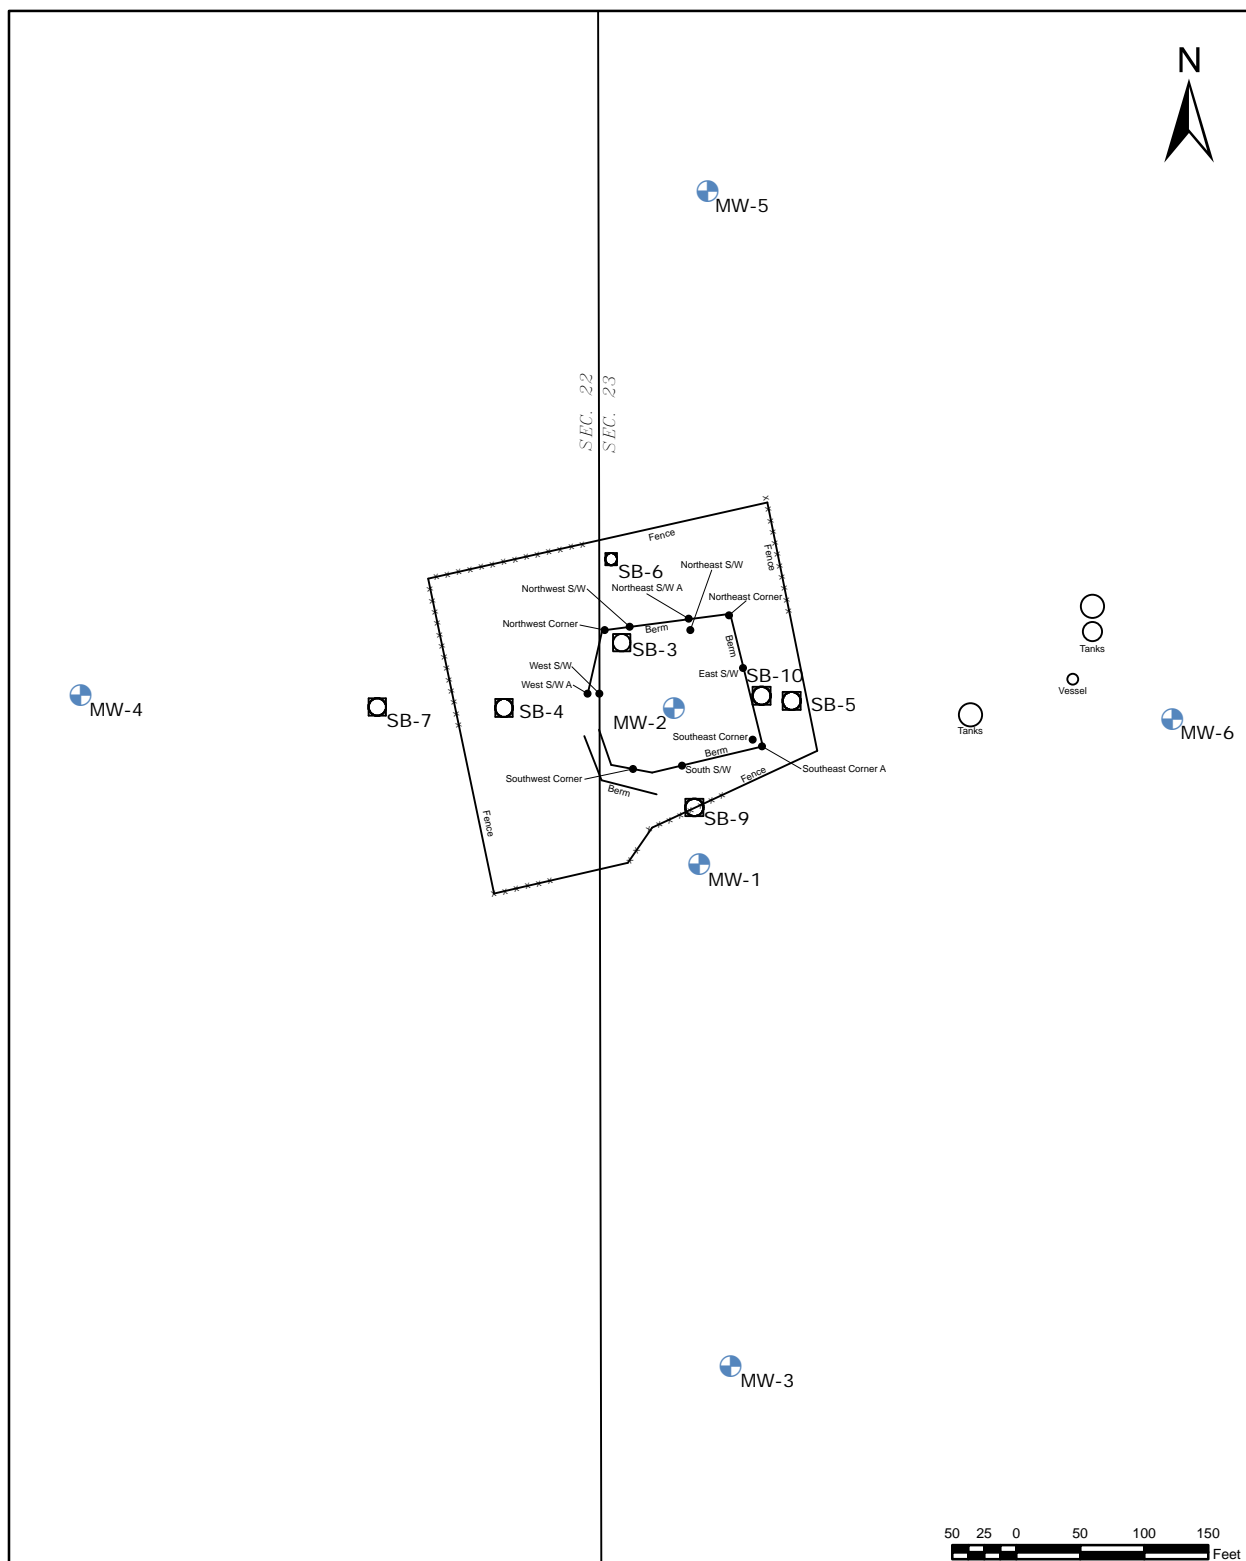 N
MW-5
SEC. 22
SEC. 23
Fence
Fence
SB-6
Northeast S/W
Northwest S/W
Northeast S/W A
Northeast Corner
Northwest Corner
Berm
Berm
SB-3
Tanks
West S/W
East S/W
SB-10
West S/W A
Vessel
MW-4
SB-7
SB-4
MW-2
SB-5
Tanks
MW-6
Southeast Corner
Berm
South S/W
Southeast Corner A
Southwest Corner
Fence
Berm
SB-9
Fence
MW-1
MW-3
50 25 0 50 100 150
Feet